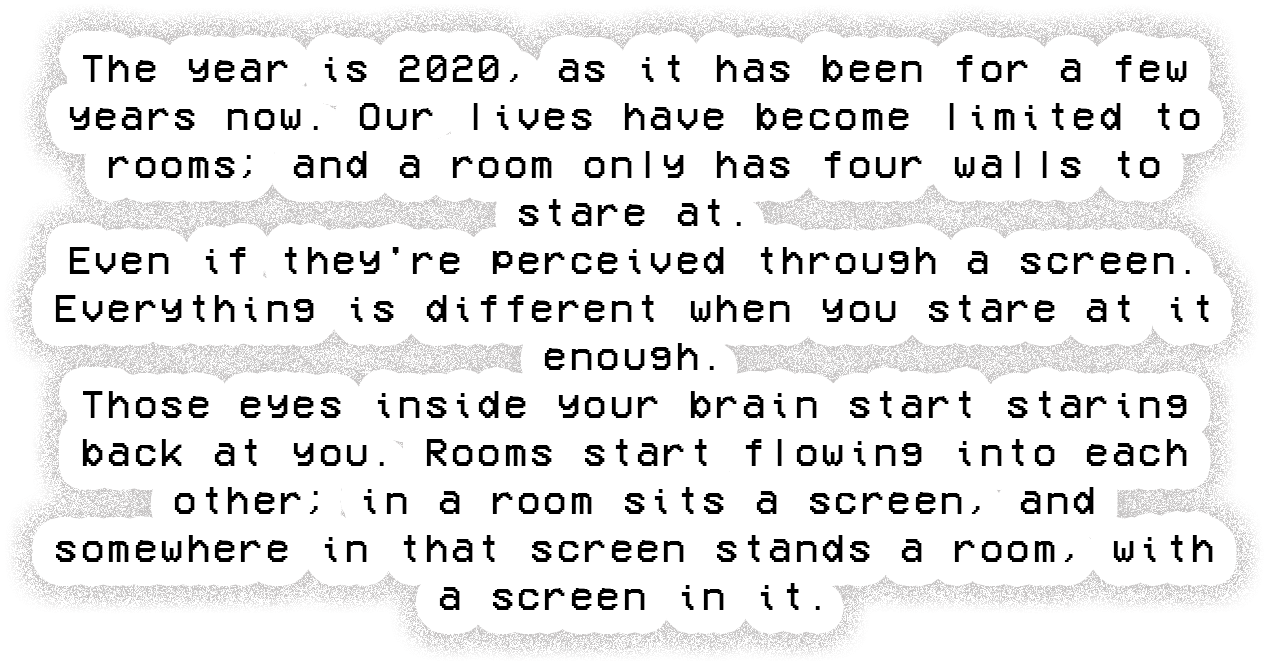 The year is 2020, as it has been for a few
years now. Our lives have become limited to
rooms; and a room only has four walls to
stare at.
Even if they're perceived through a screen.
Everything is different when you stare at it
enough.
Those eyes inside your brain start staring
back at you. Rooms start flowing into each
other; in a room sits a screen, and
somewhere in that screen stands a room, with
a screen in it.